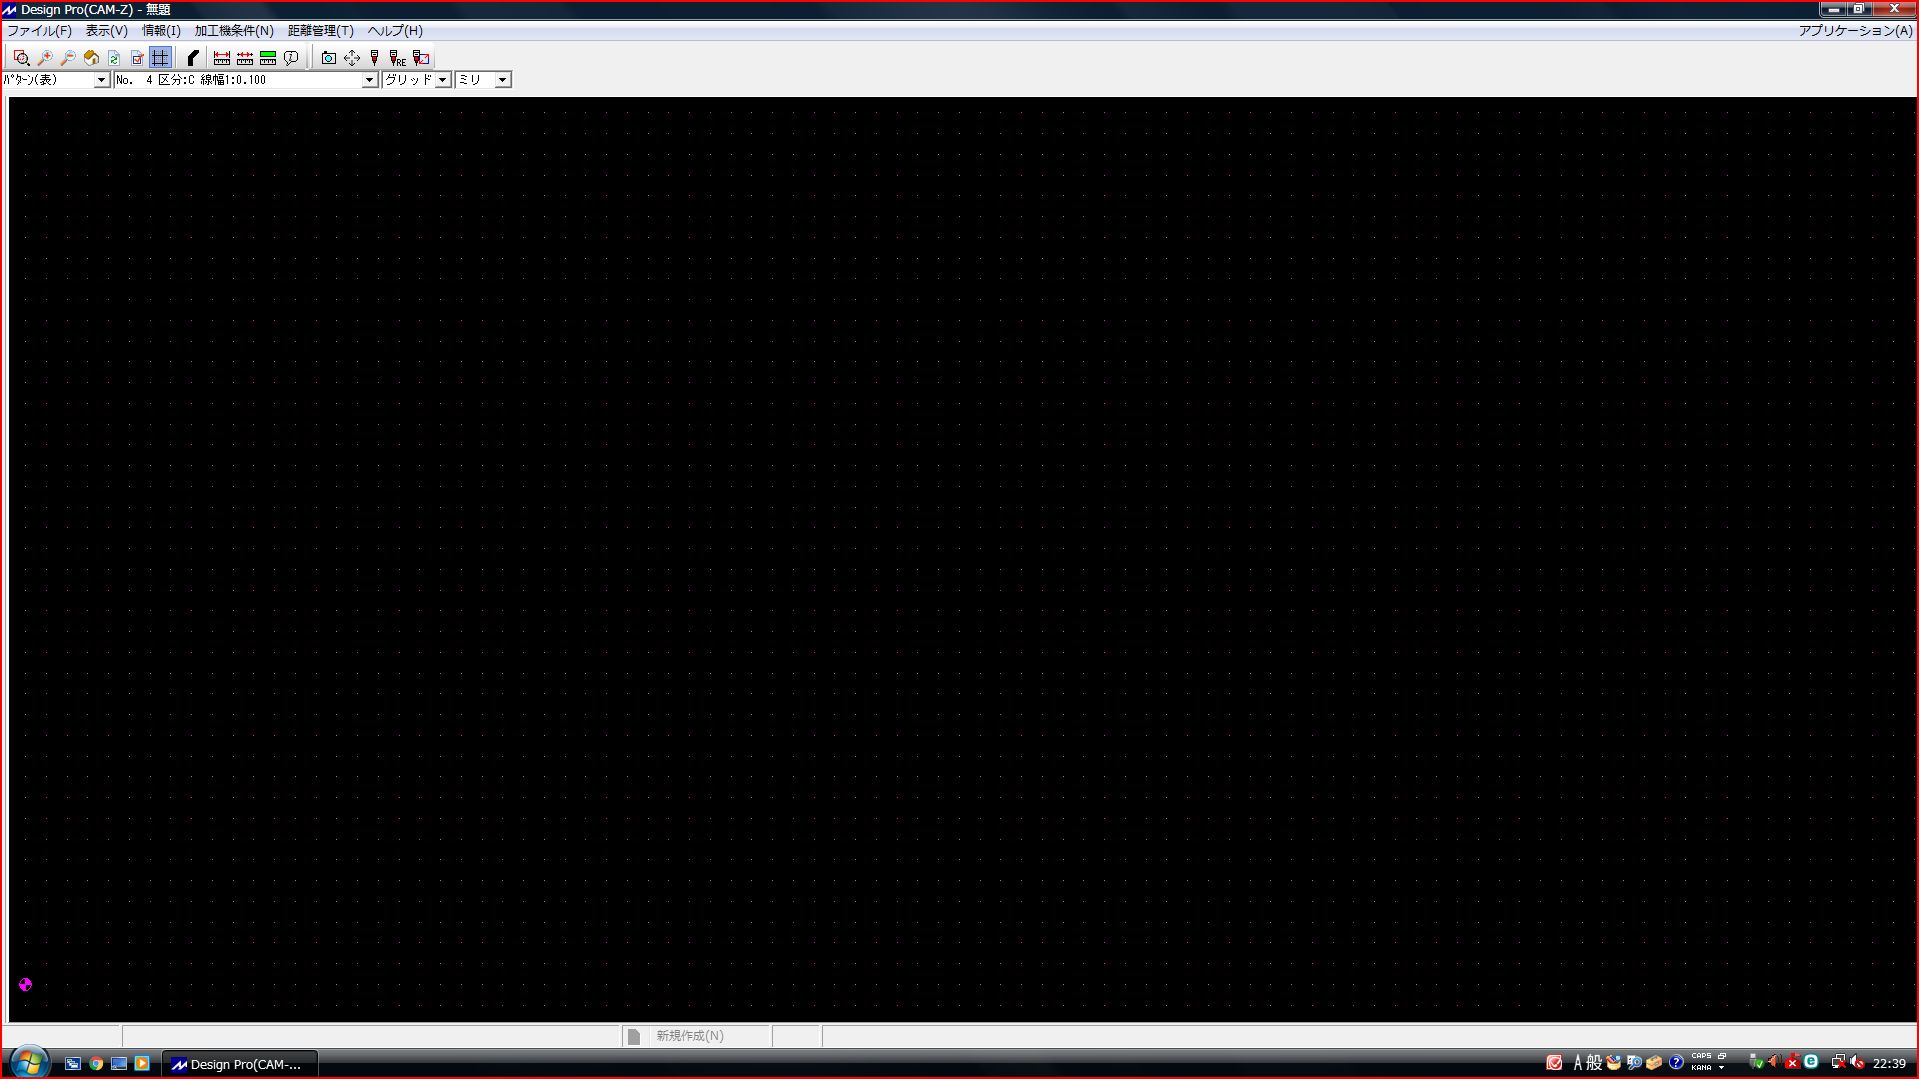 Design Pro(CAM-Z) - 無題
ファイル(F) 表示(V) 情報(I) 加工機条件(N) 距離管理(T) ヘルプ(H) アプリケーション(A)
RE
ﾊﾟﾀｰﾝ(表) No. 4 区分:C 線幅1:0.100 グリッド ミリ
新規作成(N)
Design Pro(CAM-...
A 般 CAPS KANA 22:39